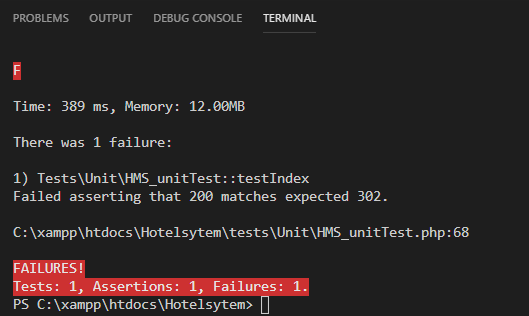 PROBLEMS OUTPUT DEBUG CONSOLE TERMINAL
F
Time: 389 ms, Memory: 12.00MB
There was 1 failure:
1) Tests\Unit\HMS_unitTest::testIndex
Failed asserting that 200 matches expected 302.
C:\xampp\htdocs\Hotelsytem\tests\Unit\HMS_unitTest.php:68
FAILURES!
Tests: 1, Assertions: 1, Failures: 1.
PS C:\xampp\htdocs\Hotelsytem>